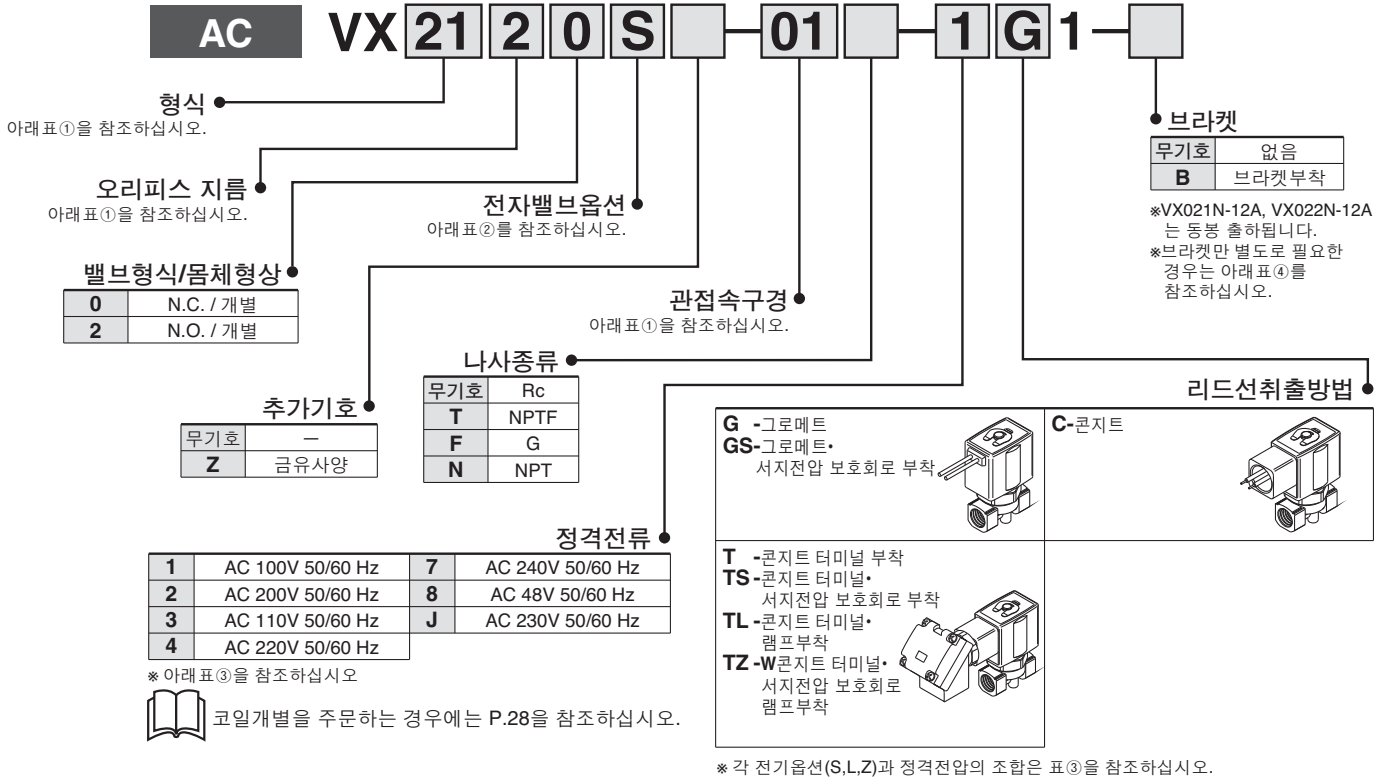 AC VX 21 2 0 S — 01 — 1 G 1 —
형식
아래표①을 참조하십시오.
오리피스 지름
아래표①을 참조하십시오.
밸브형식/몸체형상
0 N.C. / 개별
2 N.O. / 개별
전자밸브옵션
아래표②를 참조하십시오.
추가기호
무기호 —
Z 금유사양
관접속구경
아래표①을 참조하십시오.
나사종류
무기호 Rc
T NPTF
F G
N NPT
정격전류
1 AC 100V 50/60 Hz 7 AC 240V 50/60 Hz
2 AC 200V 50/60 Hz 8 AC 48V 50/60 Hz
3 AC 110V 50/60 Hz J AC 230V 50/60 Hz
4 AC 220V 50/60 Hz
※ 아래표③을 참조하십시오
코일개별을 주문하는 경우에는 P.28을 참조하십시오.
브라켓
무기호 없음
B 브라켓부착
※VX021N-12A, VX022N-12A
는 동봉 출하됩니다.
※브라켓만 별도로 필요한
경우는 아래표④를
참조하십시오.
리드선취출방법
G -그로메트
GS-그로메트•
서지전압 보호회로 부착
C-콘지트
T -콘지트 터미널 부착
TS -콘지트 터미널•
서지전압 보호회로 부착
TL -콘지트 터미널•
램프부착
TZ -W콘지트 터미널•
서지전압 보호회로
램프부착
※ 각 전기옵션(S,L,Z)과 정격전압의 조합은 표③을 참조하십시오.